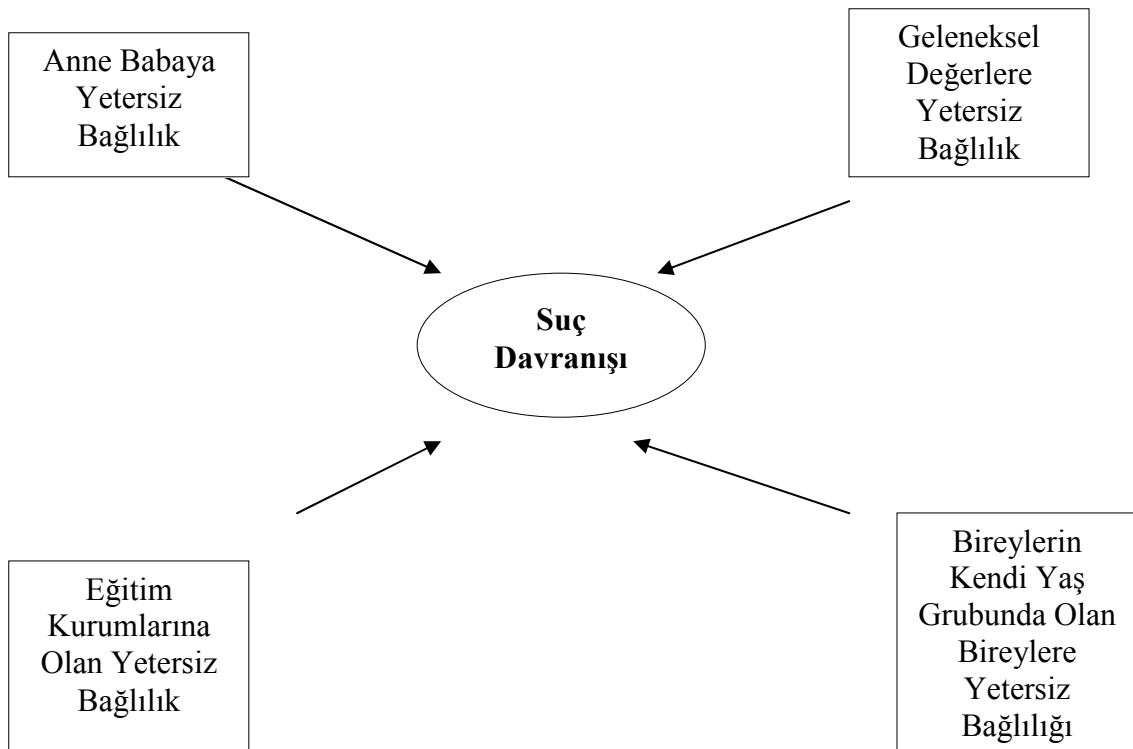 Anne Babaya
Yetersiz
Bağlılık
Geleneksel
Değerlere
Yetersiz
Bağlılık
Suç
Davranışı
Eğitim
Kurumlarına
Olan Yetersiz
Bağlılık
Bireylerin
Kendi Yaş
Grubunda Olan
Bireylere
Yetersiz
Bağlılığı